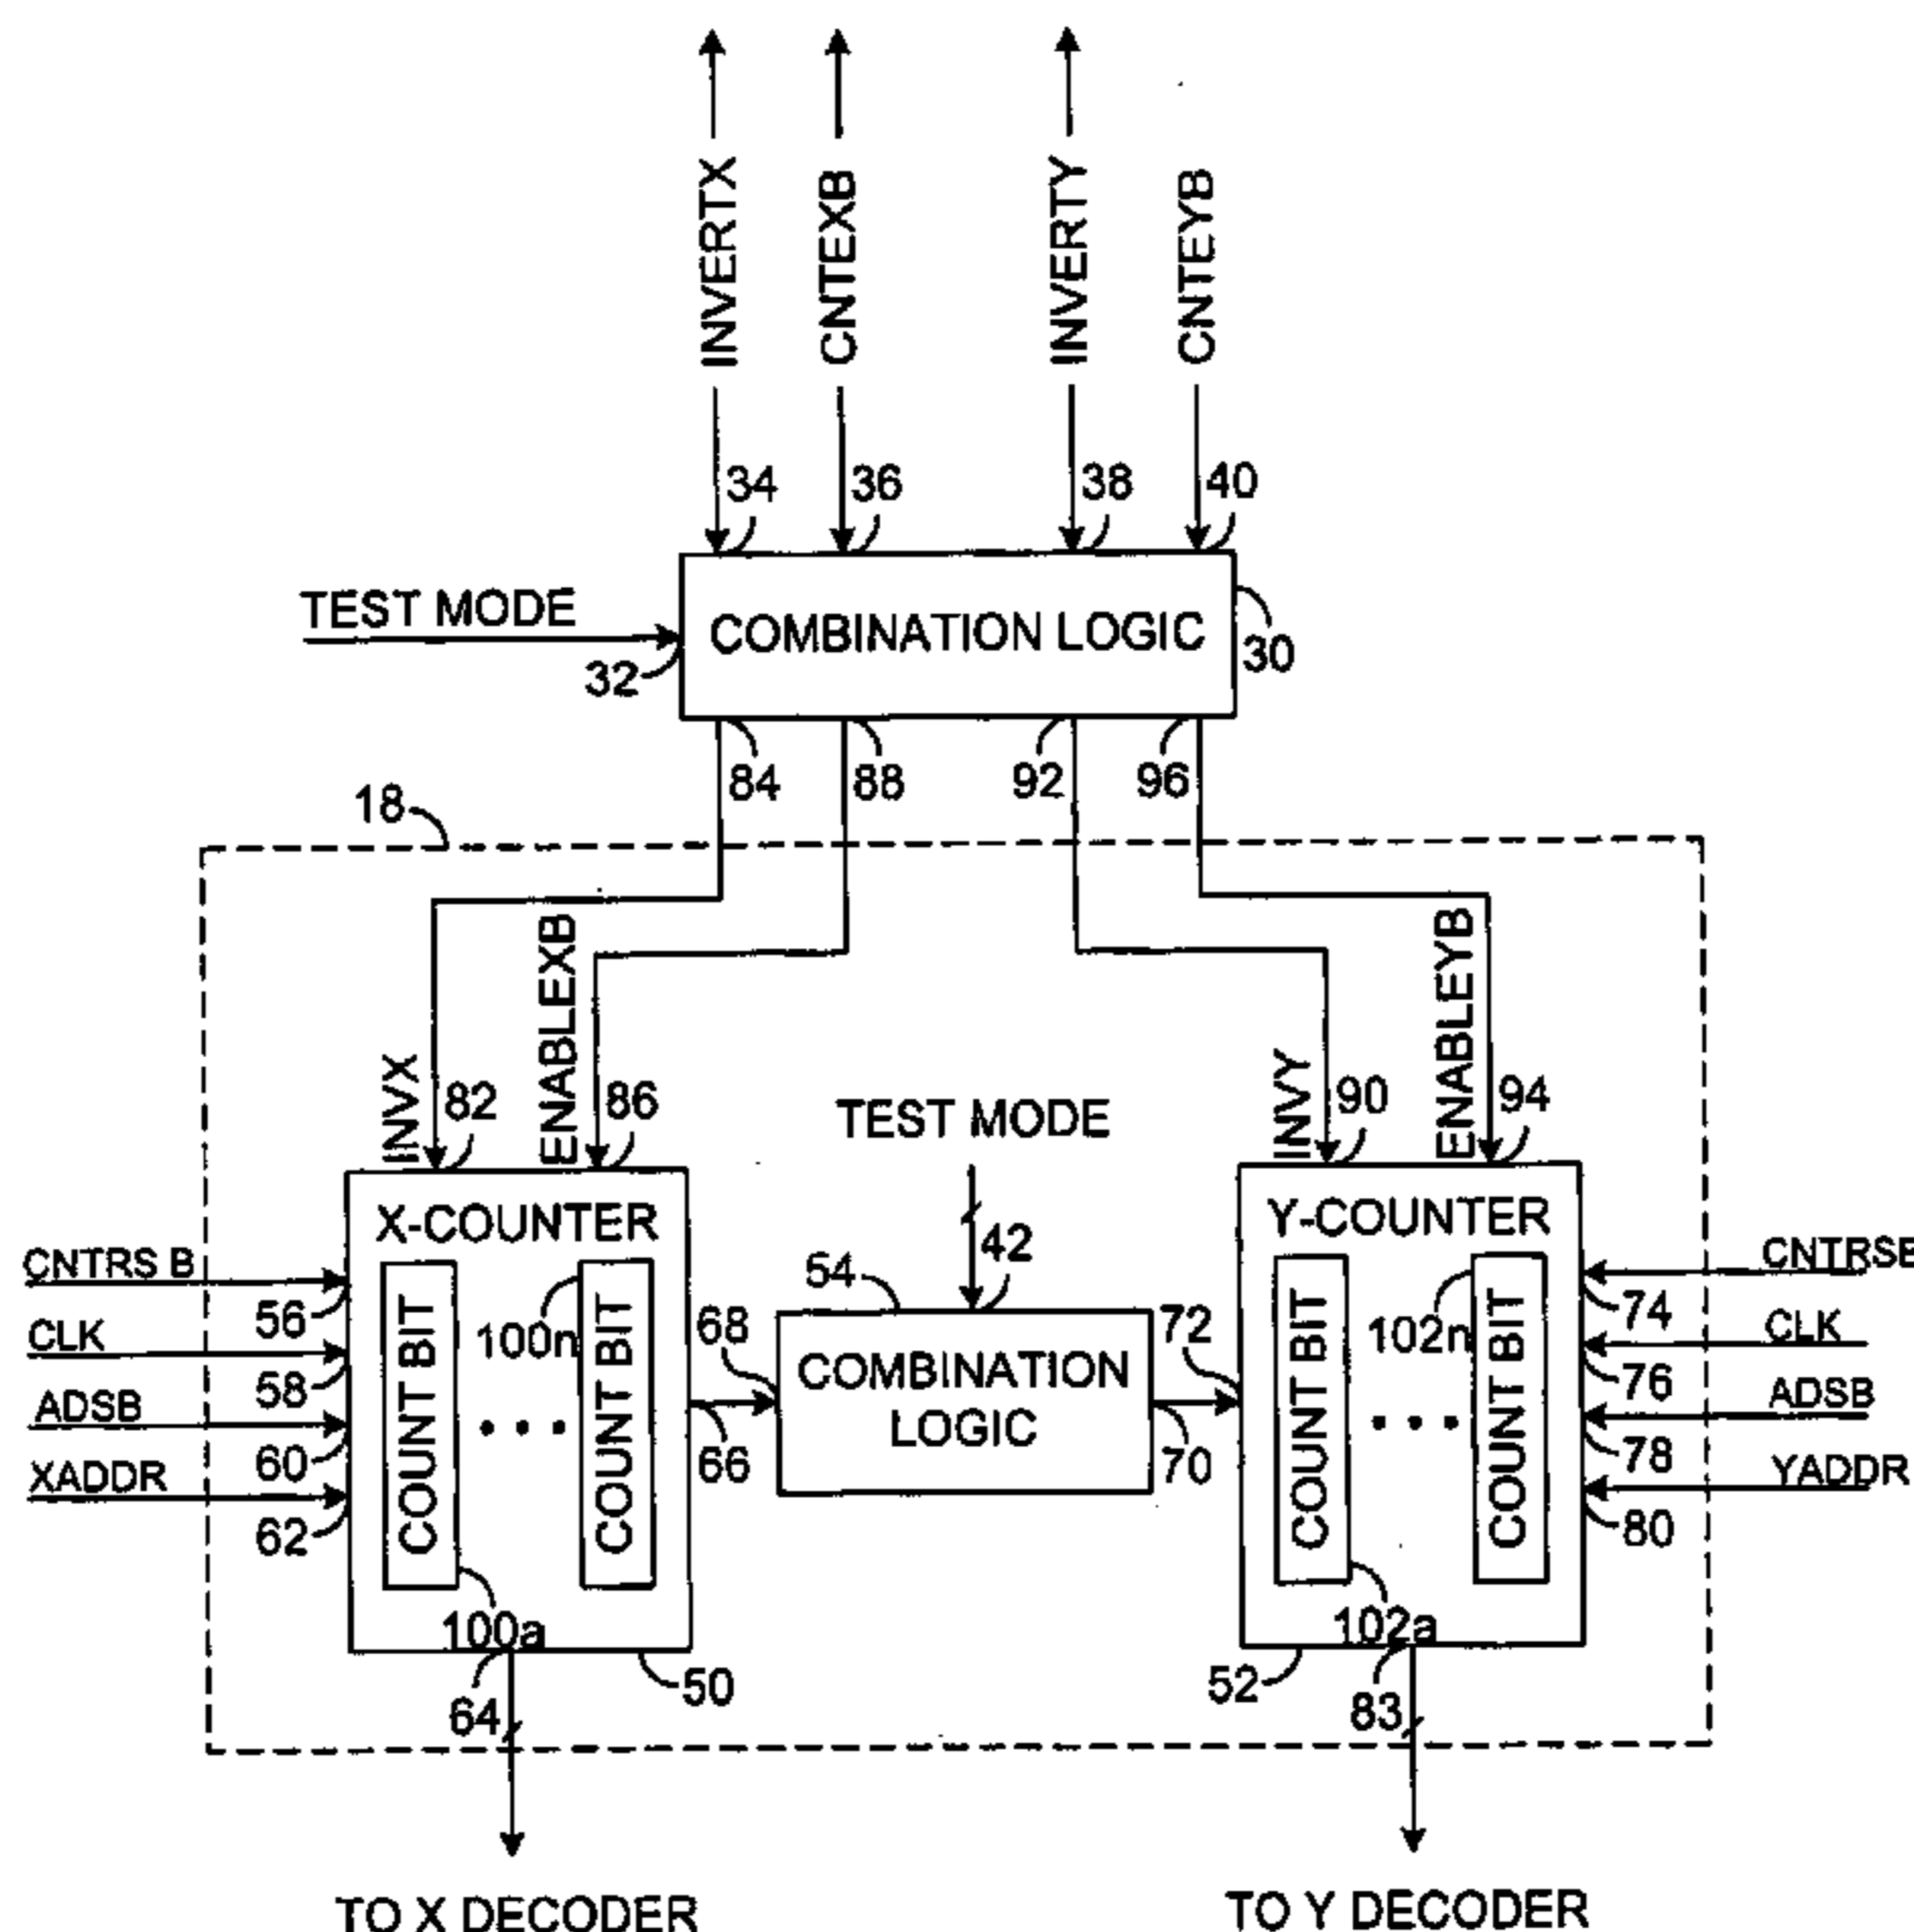 INVERTX
CNTEXB
INVERTY
CNTEYB
34
36
38
40
TEST MODE
32
COMBINATION LOGIC
30
84
88
92
96
18
INVX
82
ENABLEXB
86
TEST MODE
42
INVY
90
ENABLEYB
94
CNTRS B
56
CLK
58
ADSB
60
XADDR
62
X-COUNTER
COUNT BIT
100n
COUNT BIT
• • •
100a
64
50
66
68
54
COMBINATION
LOGIC
70
72
Y-COUNTER
COUNT BIT
102n
COUNT BIT
• • •
102a
52
83
CNTRSB
74
CLK
76
ADSB
78
YADDR
80
TO X DECODER
TO Y DECODER